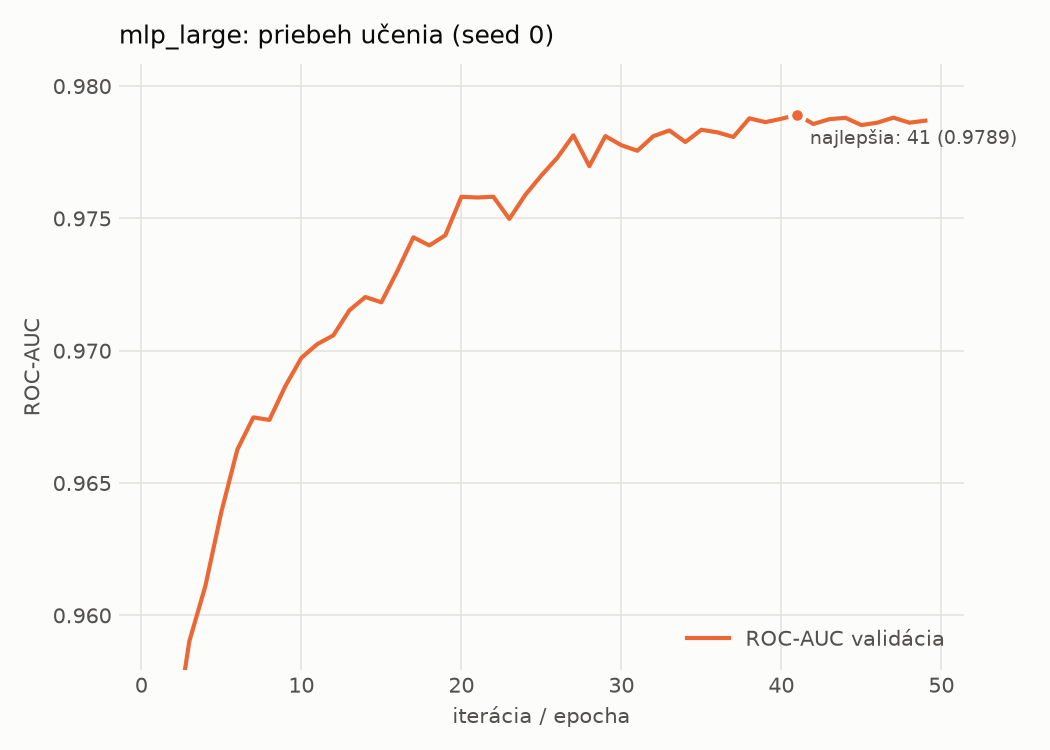 mlp_large: priebeh učenia (seed 0)
0.980
0.975
0.970
0.965
0.960
ROC-AUC
najlepšia: 41 (0.9789)
ROC-AUC validácia
0 10 20 30 40 50
iterácia / epocha